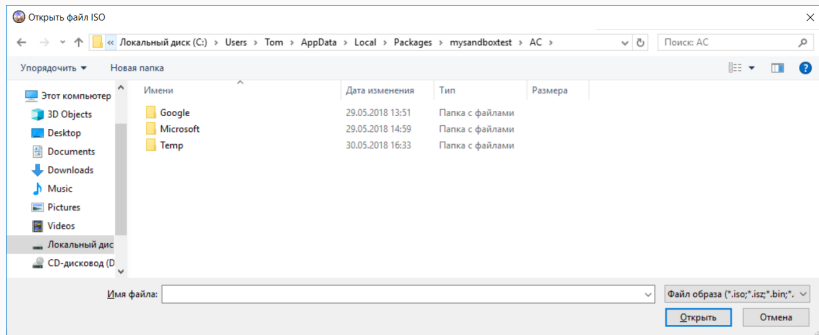 Открыть файл ISO
« Локальный диск (C:) › Users › Tom › AppData › Local › Packages › mysandboxtest › AC ›
Поиск: AC
Упорядочить
Новая папка
Этот компьютер
3D Objects
Desktop
Documents
Downloads
Music
Pictures
Videos
Локальный дис
CD-дисковод (D
Имени Дата изменения Тип Размера
Google 29.05.2018 13:51 Папка с файлами
Microsoft 29.05.2018 14:59 Папка с файлами
Temp 30.05.2018 16:33 Папка с файлами
Имя файла:
Файл образа (*.iso;*.isz;*.bin;*.
Открыть
Отмена